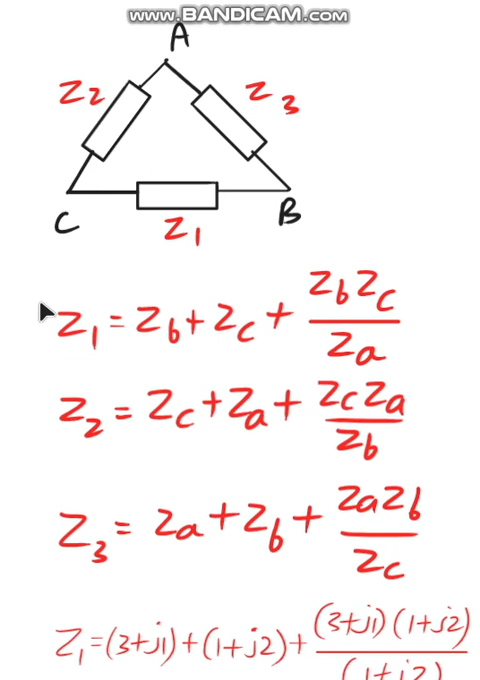 www.BANDICAM.com
A
Z2
Z3
C
B
Z1
Z1 = Zb + Zc + ZbZc/Za
Z2 = Zc + Za + ZcZa/Zb
Z3 = Za + Zb + ZaZb/Zc
Z1 = (3+j1) + (1+j2) + (3+j1)(1+j2)/(1+j2)